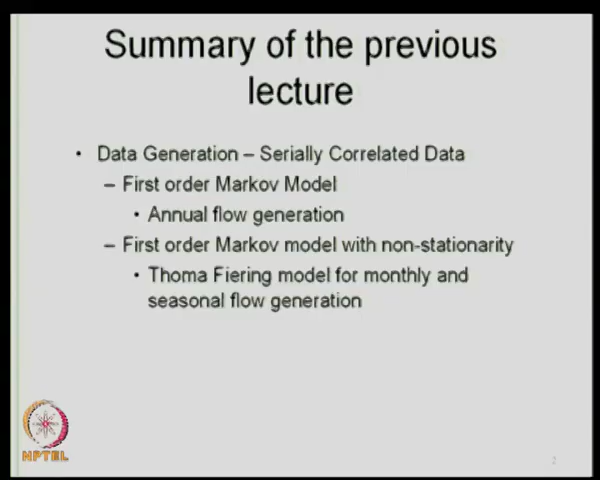 Summary of the previous
lecture
• Data Generation – Serially Correlated Data
– First order Markov Model
• Annual flow generation
– First order Markov model with non-stationarity
• Thoma Fiering model for monthly and
seasonal flow generation
NPTEL
2